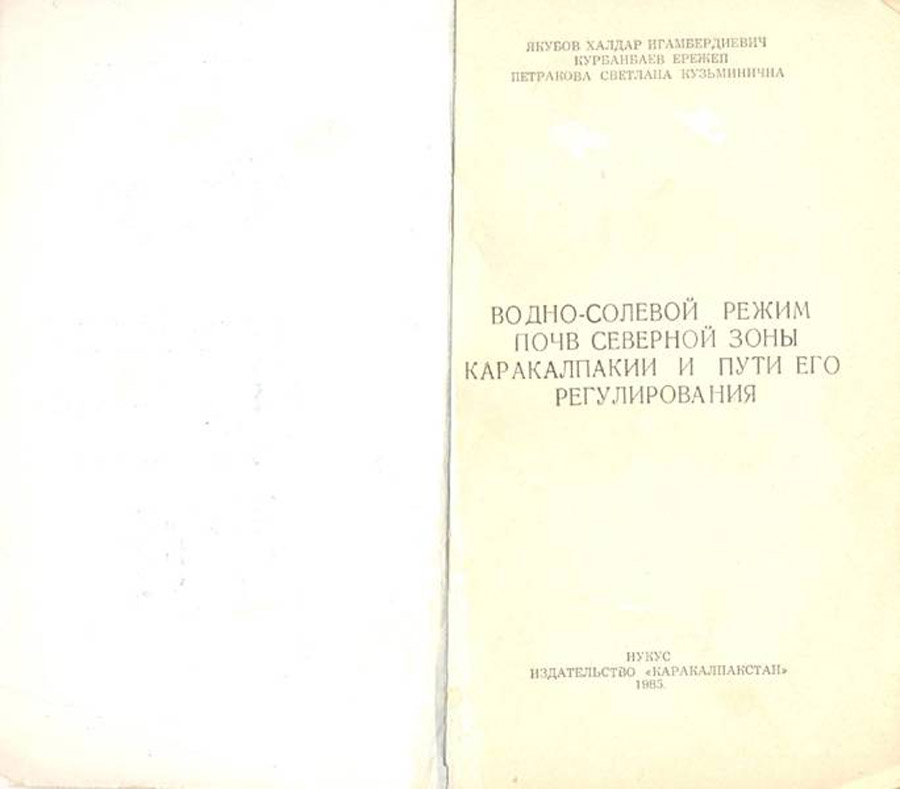 ЯКУБОВ ХАЛДАР ИГАМБЕРДИЕВИЧ
КУРБАНБАЕВ ЕРЕЖЕП
ПЕТРАКОВА СВЕТЛАНА КУЗЬМИНИЧНА
ВОДНО-СОЛЕВОЙ РЕЖИМ
ПОЧВ СЕВЕРНОЙ ЗОНЫ
КАРАКАЛПАКИИ И ПУТИ ЕГО
РЕГУЛИРОВАНИЯ
НУКУС
ИЗДАТЕЛЬСТВО «КАРАКАЛПАКСТАН»
1985.